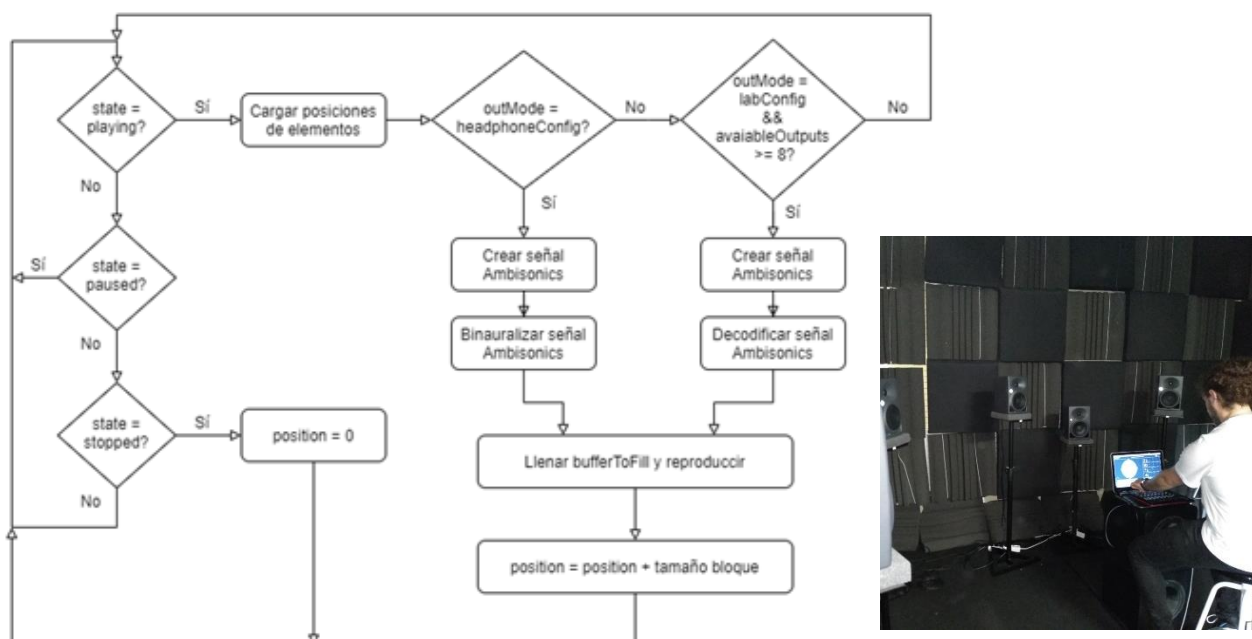 state =
playing?
Sí
Cargar posiciones
de elementos
outMode =
headphoneConfig?
No
outMode =
labConfig
&&
avaiableOutputs
>= 8?
No
No
Sí
Sí
state =
paused?
Sí
Crear señal
Ambisonics
Crear señal
Ambisonics
No
Binauralizar señal
Ambisonics
Decodificar señal
Ambisonics
state =
stopped?
Sí
position = 0
No
Llenar bufferToFill y reproduccir
position = position + tamaño bloque